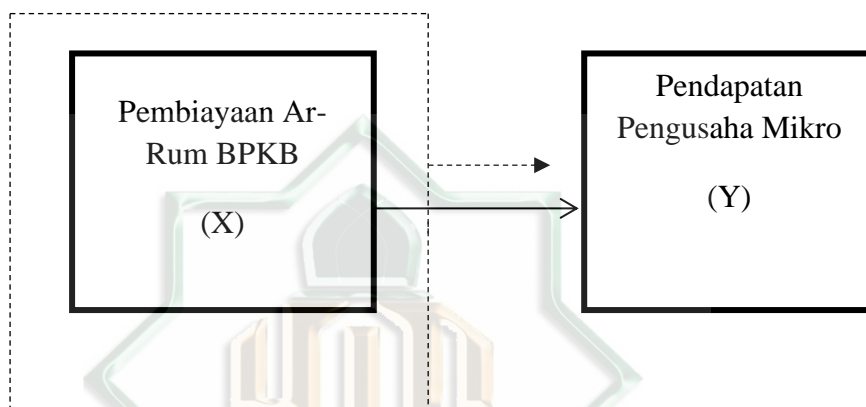 Pembiayaan Ar-
Rum BPKB
(X)
Pendapatan
Pengusaha Mikro
(Y)